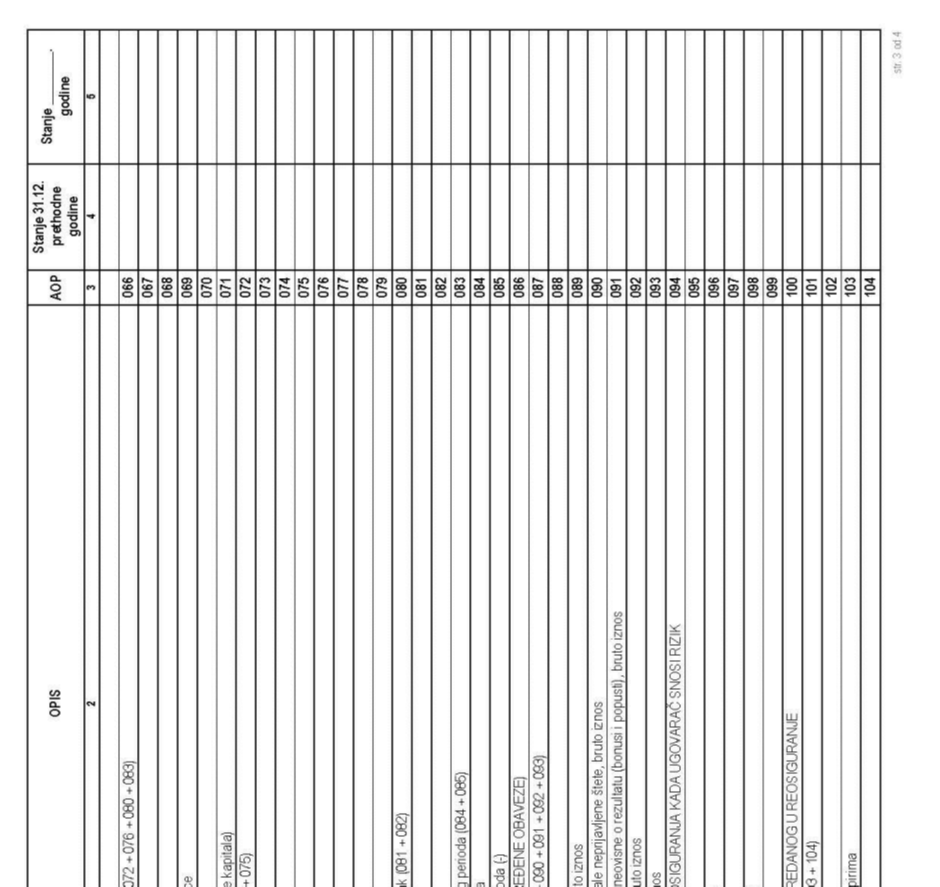 OPIS AOP Stanje 31.12. prethodne godine Stanje ______. godine
2 3 4 5
072 + 076 + 080 + 083) 066
067
068
ce 069
070
e kapitala) 071
+ 075) 072
073
074
075
076
077
078
079
ak (081 + 082) 080
081
082
g perioda (084 + 085) 083
a 084
oda (-) 085
REĐENE OBAVEZE) 086
090 + 091 + 092 + 093) 087
088
to iznos 089
ale neprijavljene štete, bruto iznos 090
neovisne o rezultatu (bonusi i popusti), bruto iznos 091
uto iznos 092
nos 093
OSIGURANJA KADA UGOVARAČ SNOSI RIZIK 094
095
096
097
098
099
REDANOG U REOSIGURANJE 100
3 + 104) 101
102
pirima 103
104
str. 3 od 4